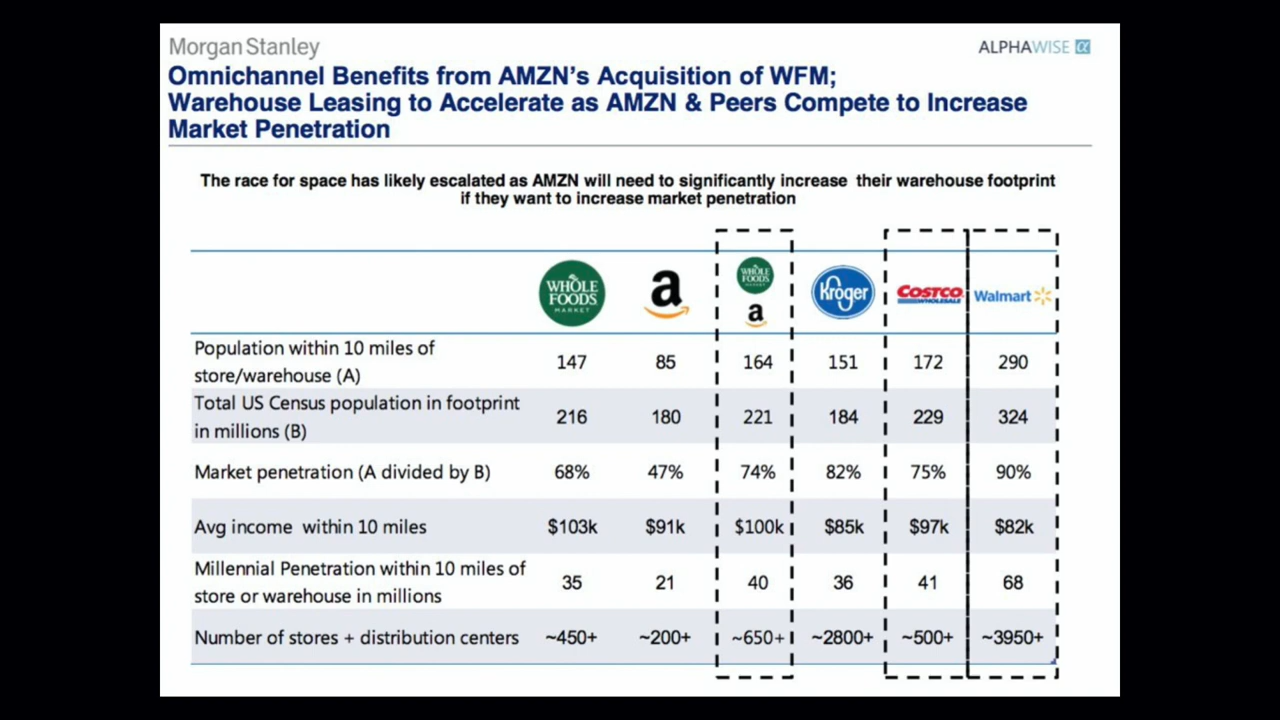 Morgan Stanley
ALPHAWISE α
Omnichannel Benefits from AMZN's Acquisition of WFM;
Warehouse Leasing to Accelerate as AMZN & Peers Compete to Increase
Market Penetration
The race for space has likely escalated as AMZN will need to significantly increase their warehouse footprint
if they want to increase market penetration
WHOLE FOODS MARKET a WHOLE FOODS MARKET a Kroger COSTCO WHOLESALE Walmart
Population within 10 miles of
store/warehouse (A) 147 85 164 151 172 290
Total US Census population in footprint
in millions (B) 216 180 221 184 229 324
Market penetration (A divided by B) 68% 47% 74% 82% 75% 90%
Avg income within 10 miles $103k $91k $100k $85k $97k $82k
Millennial Penetration within 10 miles of
store or warehouse in millions 35 21 40 36 41 68
Number of stores + distribution centers ~450+ ~200+ ~650+ ~2800+ ~500+ ~3950+